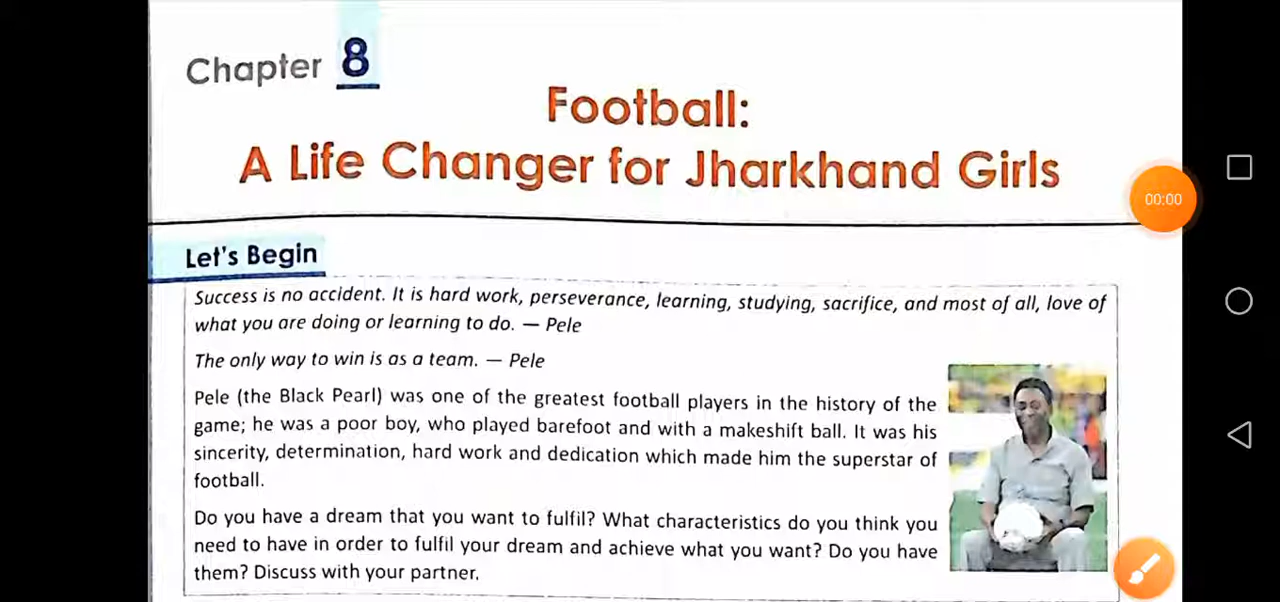 Chapter 8
Football:
A Life Changer for Jharkhand Girls
00:00
Let's Begin
Success is no accident. It is hard work, perseverance, learning, studying, sacrifice, and most of all, love of
what you are doing or learning to do. — Pele
The only way to win is as a team. — Pele
Pele (the Black Pearl) was one of the greatest football players in the history of the
game; he was a poor boy, who played barefoot and with a makeshift ball. It was his
sincerity, determination, hard work and dedication which made him the superstar of
football.
Do you have a dream that you want to fulfil? What characteristics do you think you
need to have in order to fulfil your dream and achieve what you want? Do you have
them? Discuss with your partner.